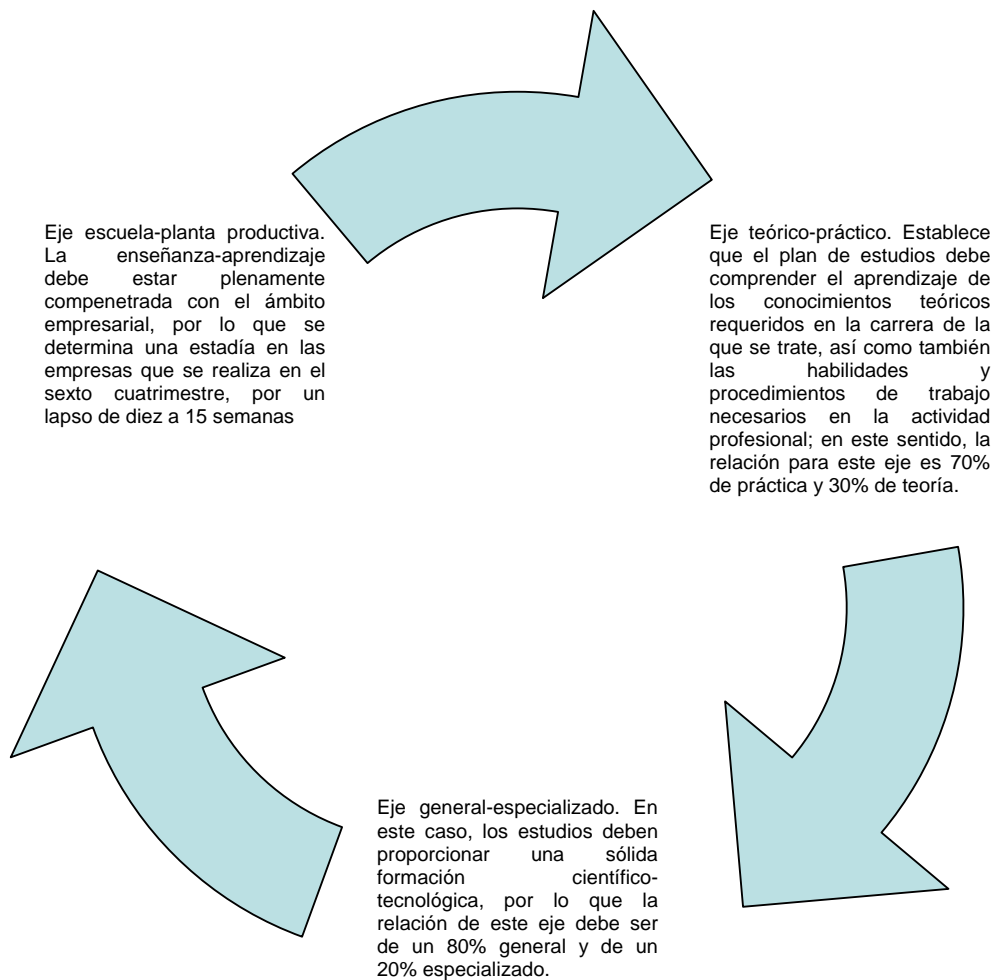 Eje escuela-planta productiva.
La enseñanza-aprendizaje
debe estar plenamente
compenetrada con el ámbito
empresarial, por lo que se
determina una estadía en las
empresas que se realiza en el
sexto cuatrimestre, por un
lapso de diez a 15 semanas
Eje teórico-práctico. Establece
que el plan de estudios debe
comprender el aprendizaje de
los conocimientos teóricos
requeridos en la carrera de la
que se trate, así como también
las habilidades y
procedimientos de trabajo
necesarios en la actividad
profesional; en este sentido, la
relación para este eje es 70%
de práctica y 30% de teoría.
Eje general-especializado. En
este caso, los estudios deben
proporcionar una sólida
formación científico-
tecnológica, por lo que la
relación de este eje debe ser
de un 80% general y de un
20% especializado.